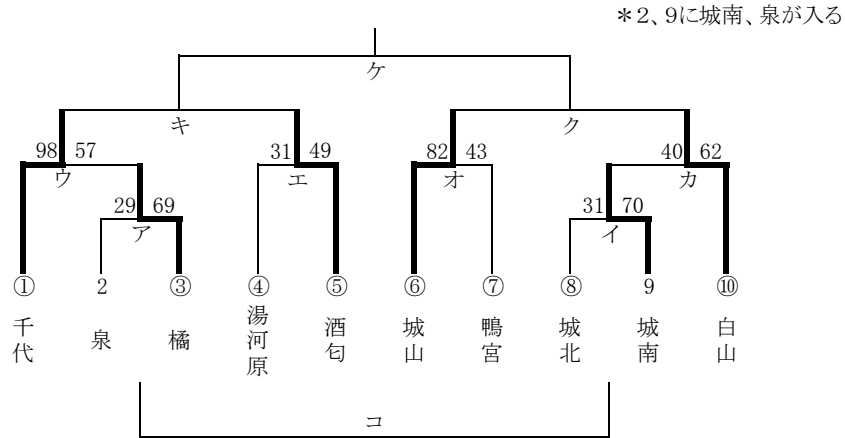 ＊２、９に城南、泉が入る
ケ
キ ク
98 57 31 49 82 43 40 62
ウ エ オ カ
29 69 31 70
ア イ
① 2 ③ ④ ⑤ ⑥ ⑦ ⑧ 9 ⑩
千代 泉 橘 湯河原 酒匂 城山 鴨宮 城北 城南 白山
コ